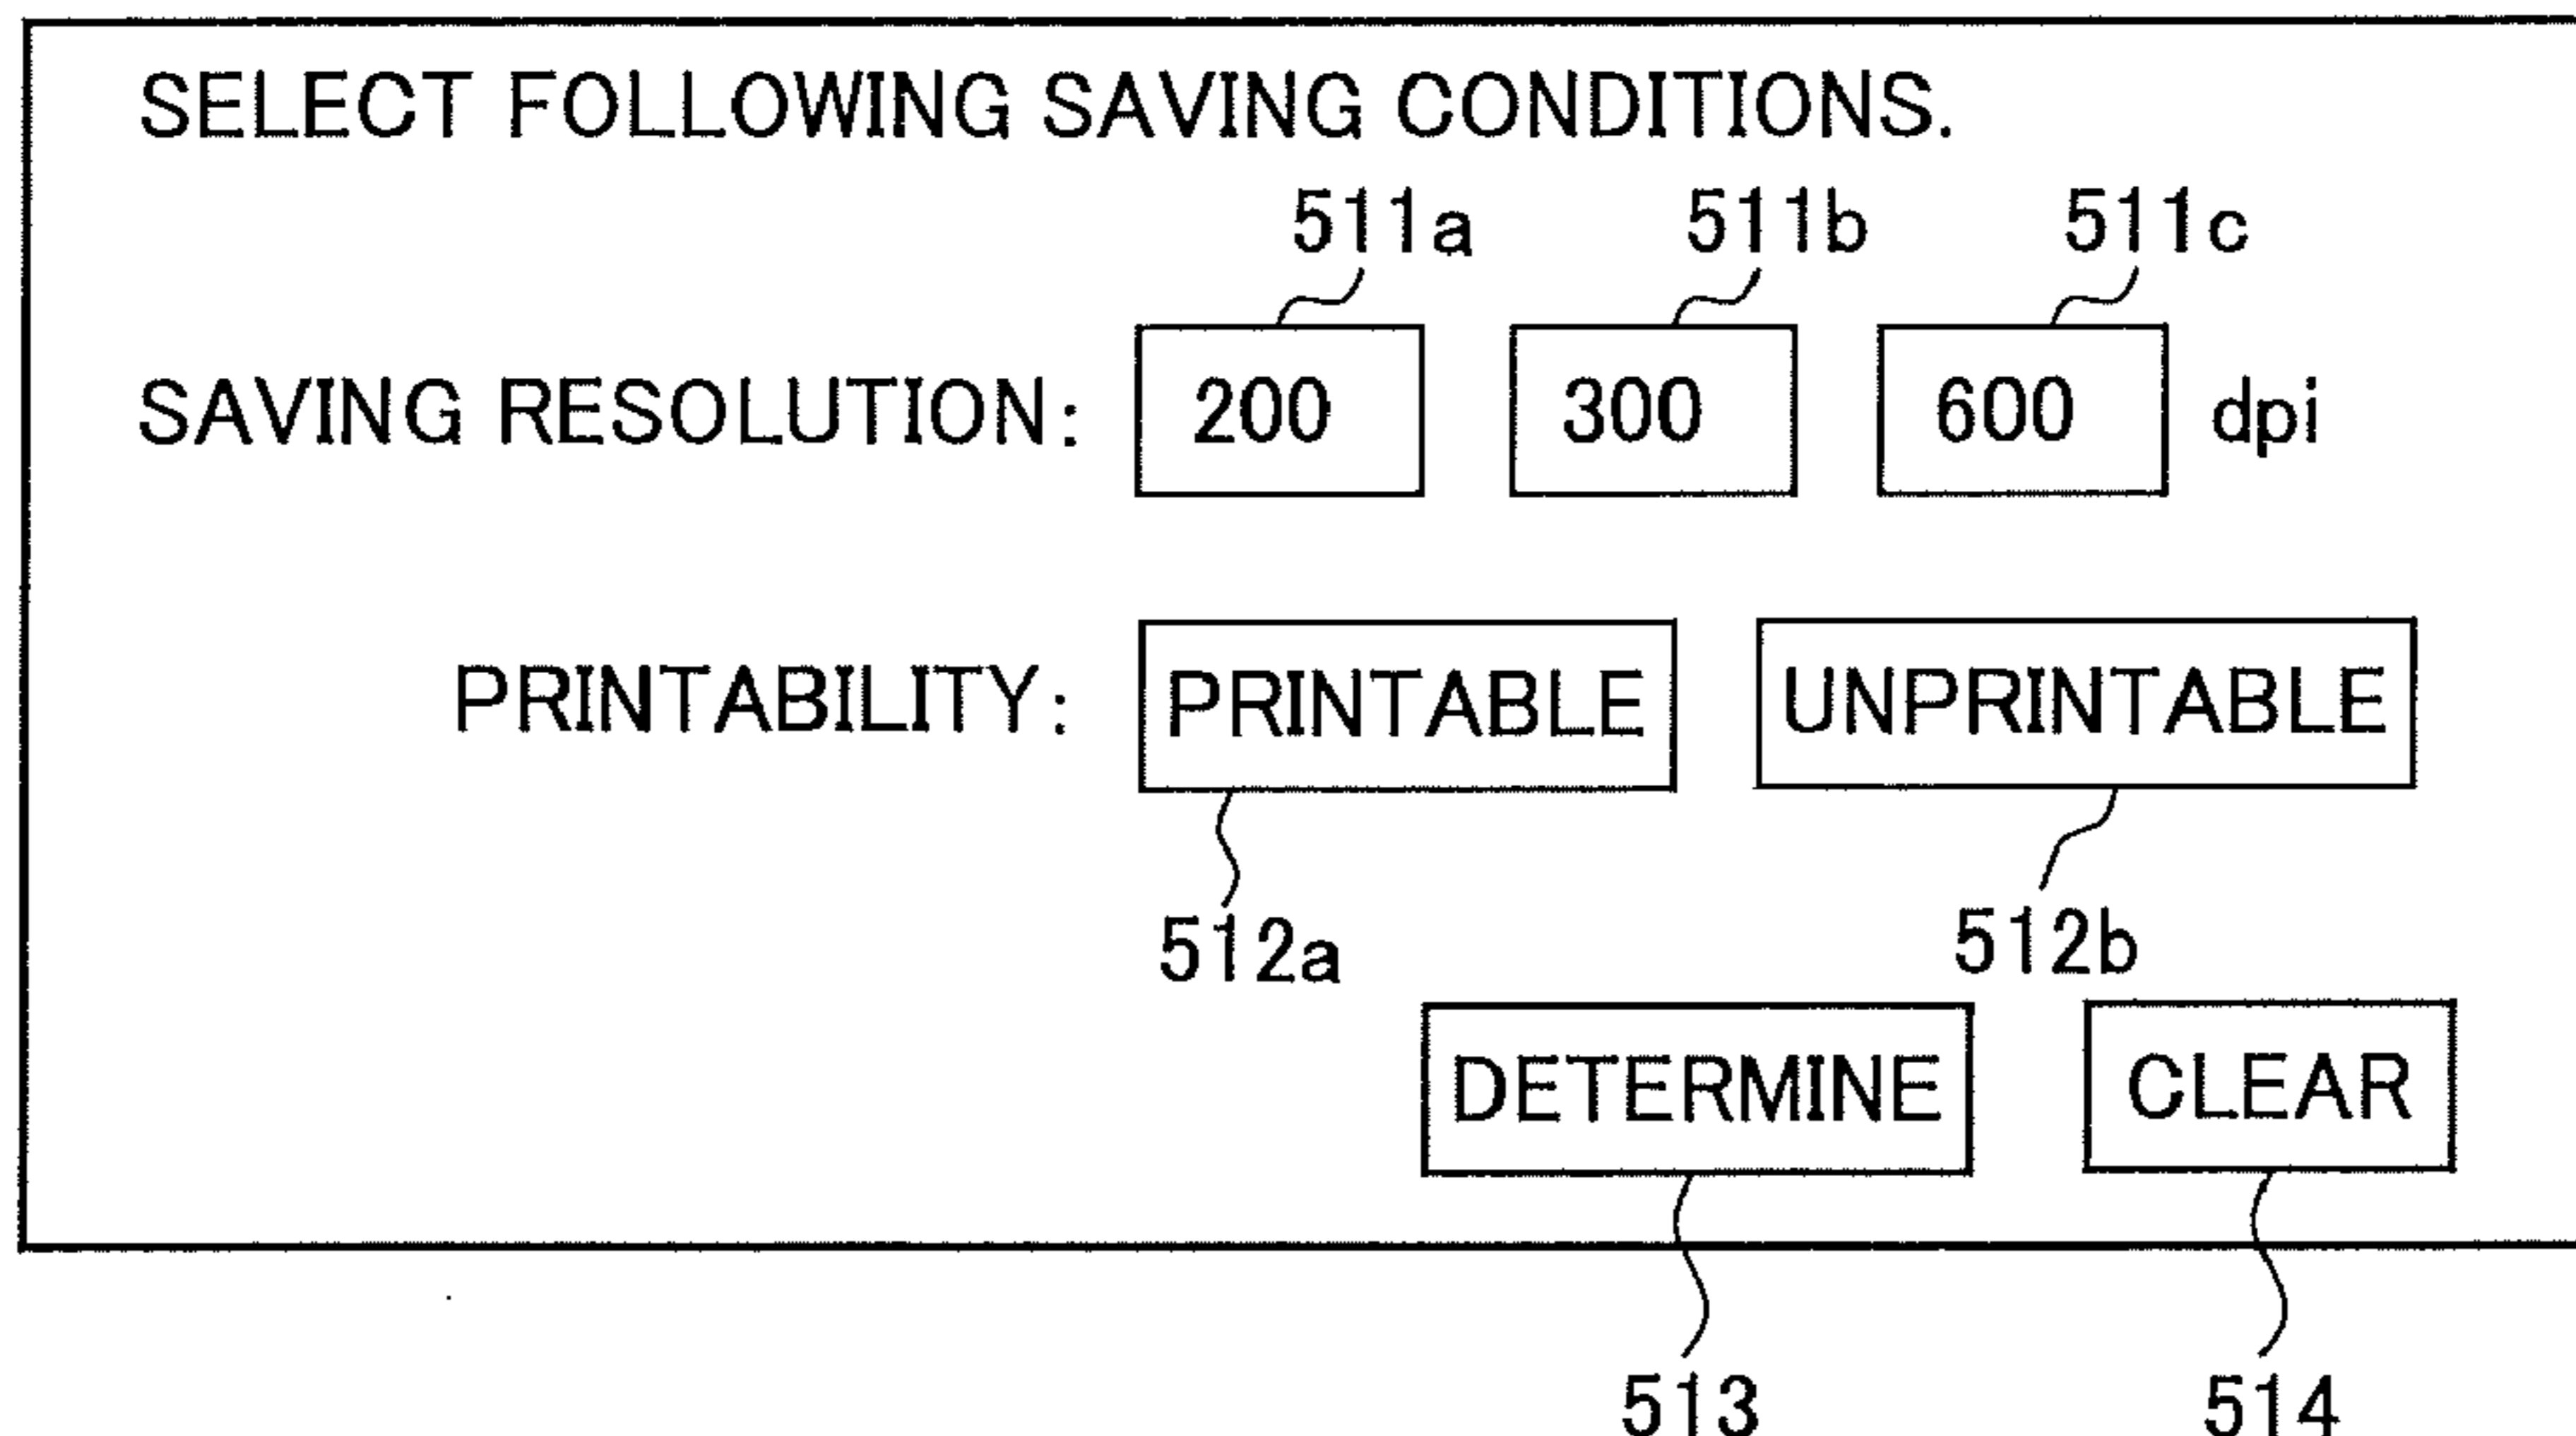 SELECT FOLLOWING SAVING CONDITIONS.
511a 511b 511c
SAVING RESOLUTION: 200 300 600 dpi
PRINTABILITY: PRINTABLE UNPRINTABLE
512a 512b
DETERMINE CLEAR
513 514